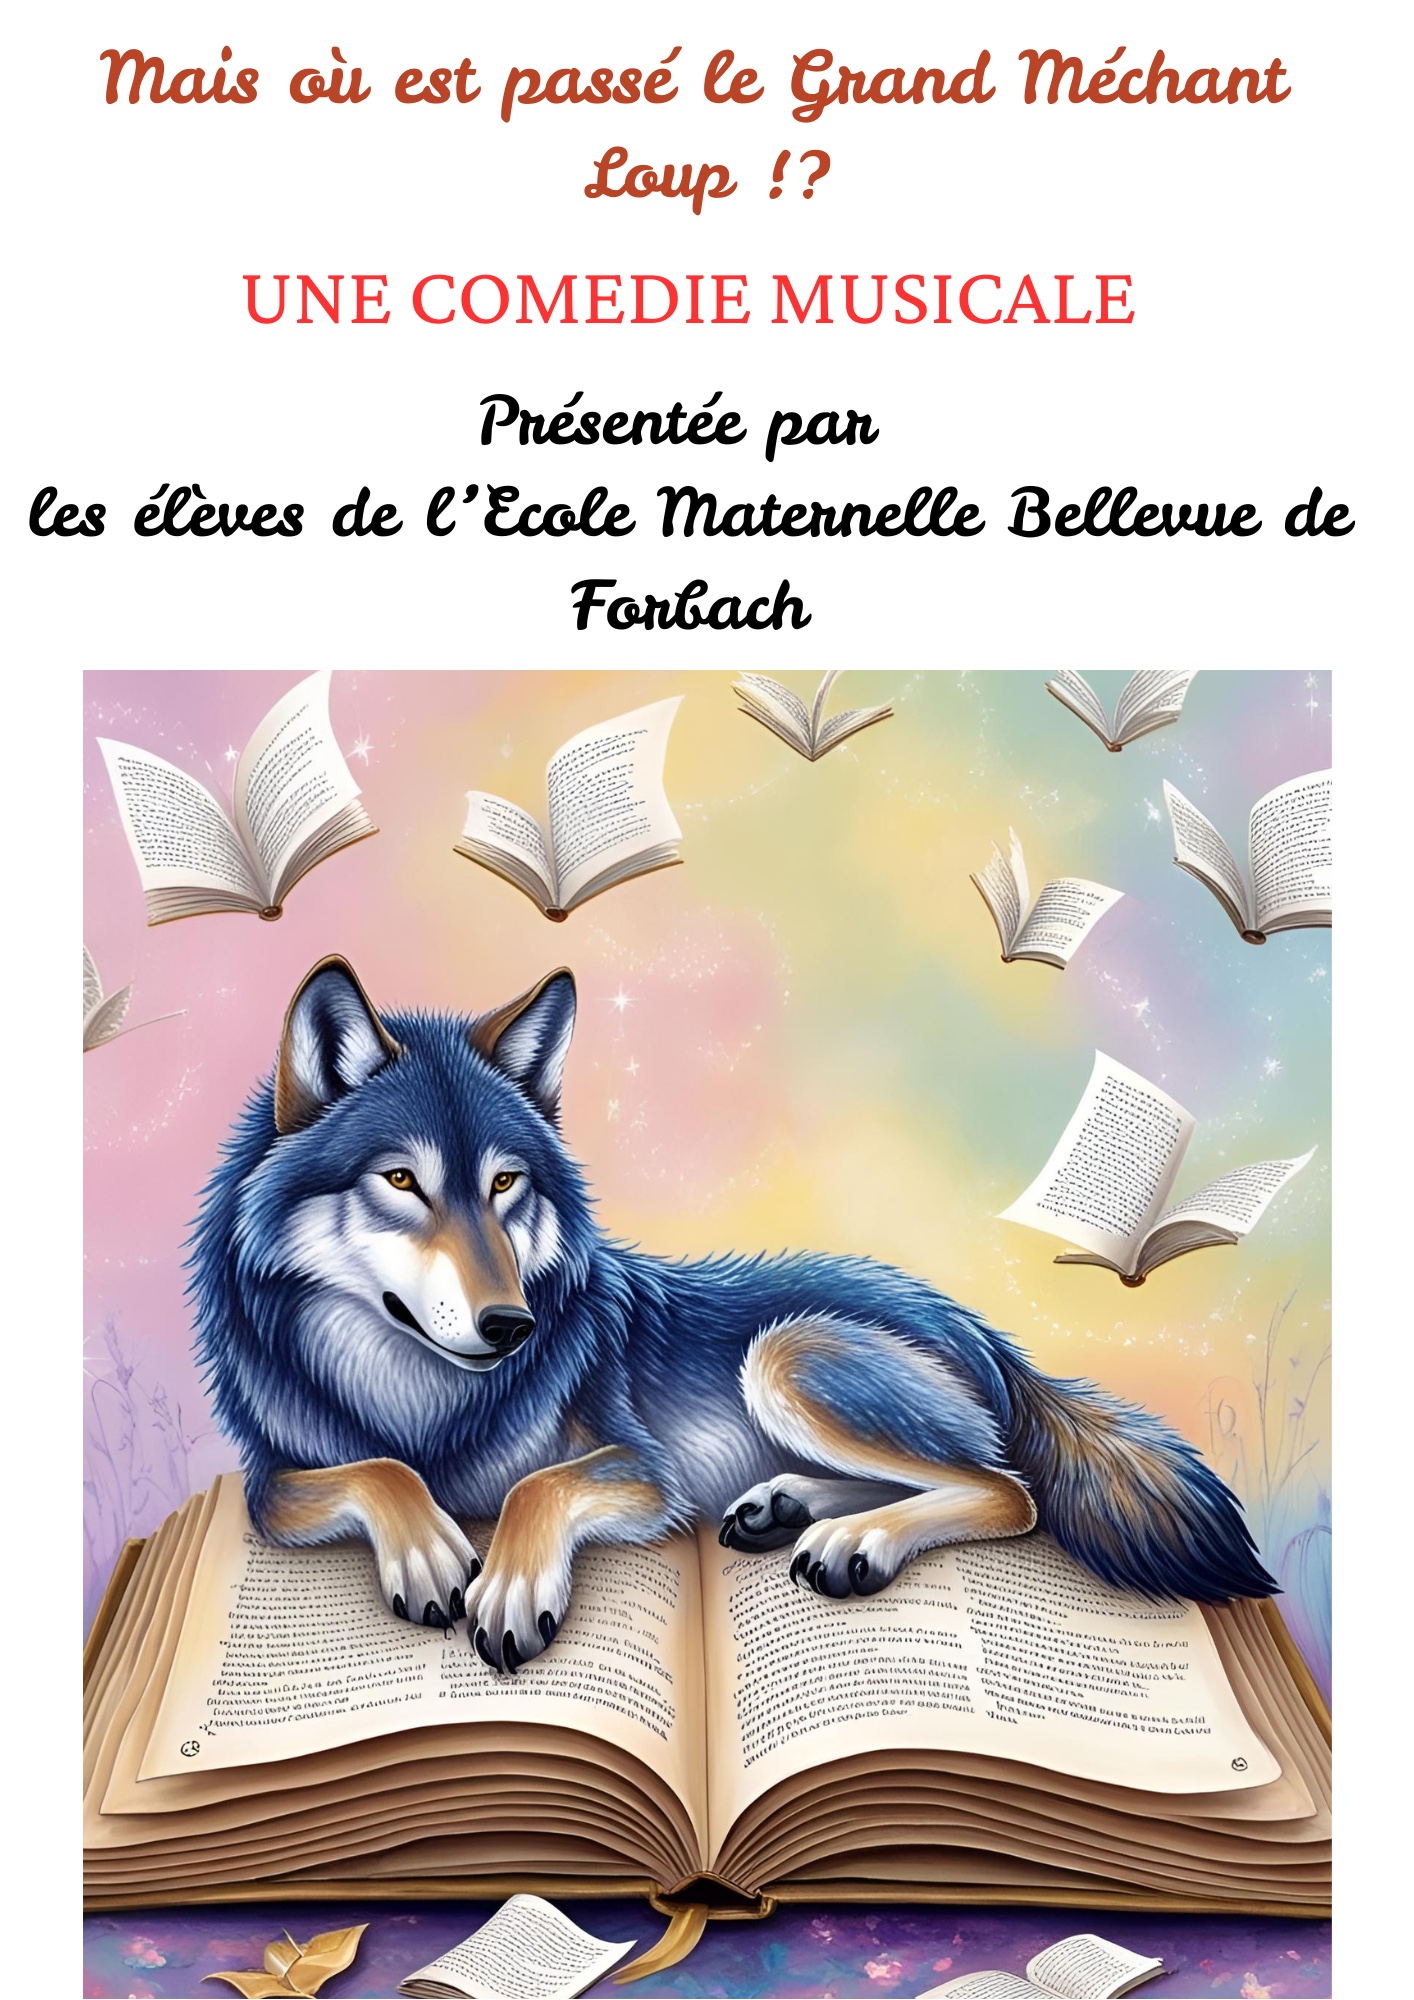 Mais où est passé le Grand Méchant
Loup !?
UNE COMEDIE MUSICALE
Présentée par
les élèves de l'Ecole Maternelle Bellevue de
Forbach